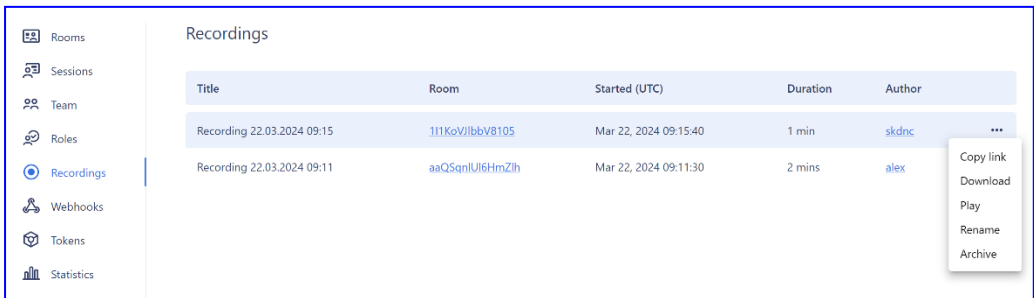 Rooms
Sessions
Team
Roles
Recordings
Webhooks
Tokens
Statistics
Recordings
Title Room Started (UTC) Duration Author
Recording 22.03.2024 09:15 1I1KoVJlbbV8105 Mar 22, 2024 09:15:40 1 min skdnc
Recording 22.03.2024 09:11 aaQSqnlUl6HmZlh Mar 22, 2024 09:11:30 2 mins alex
Copy link
Download
Play
Rename
Archive